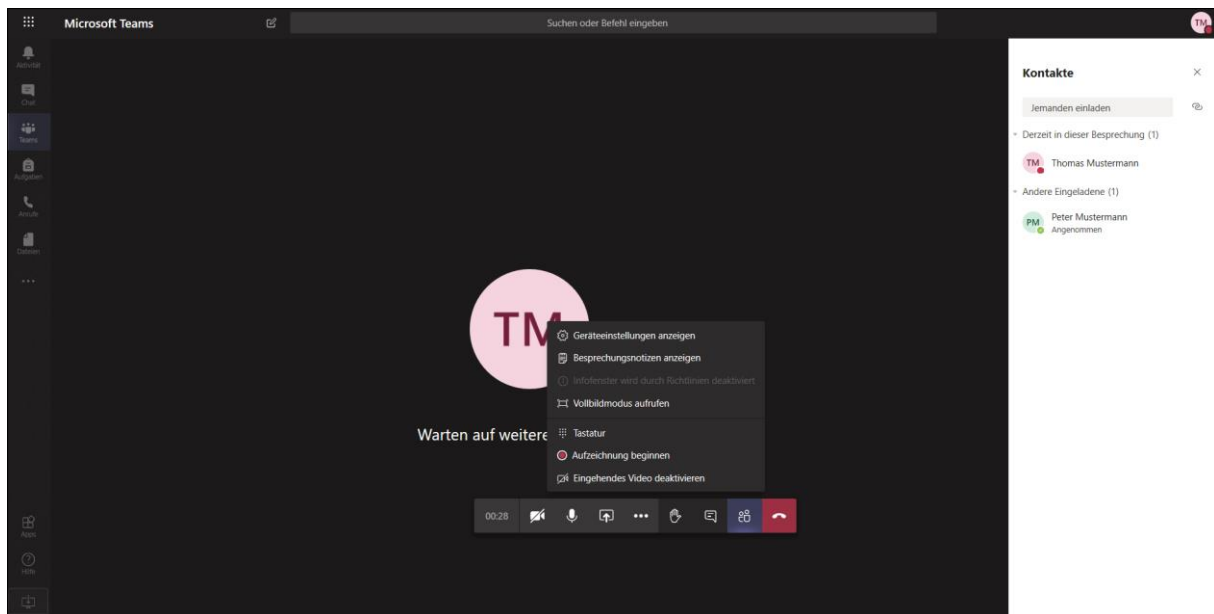 Microsoft Teams
Suchen oder Befehl eingeben
TM
Aktivität
Chat
Teams
Aufgaben
Anrufe
Dateien
Apps
Hilfe
TM
Warten auf weitere
Geräteeinstellungen anzeigen
Besprechungsnotizen anzeigen
Infofenster wird durch Richtlinien deaktiviert
Vollbildmodus aufrufen
Tastatur
Aufzeichnung beginnen
Eingehendes Video deaktivieren
00:28
Kontakte
Jemanden einladen
Derzeit in dieser Besprechung (1)
TM Thomas Mustermann
Andere Eingeladene (1)
PM Peter Mustermann
Angenommen